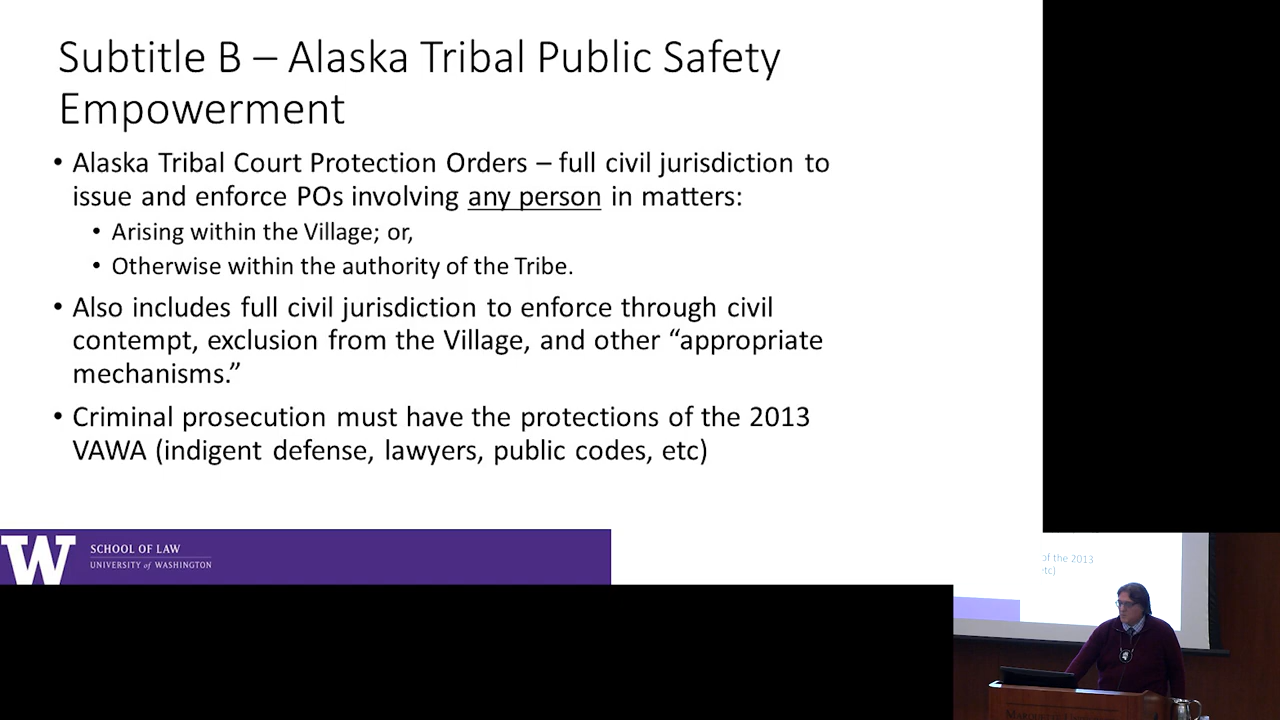 Subtitle B – Alaska Tribal Public Safety
Empowerment
• Alaska Tribal Court Protection Orders – full civil jurisdiction to
issue and enforce POs involving any person in matters:
• Arising within the Village; or,
• Otherwise within the authority of the Tribe.
• Also includes full civil jurisdiction to enforce through civil
contempt, exclusion from the Village, and other “appropriate
mechanisms.”
• Criminal prosecution must have the protections of the 2013
VAWA (indigent defense, lawyers, public codes, etc)
W
SCHOOL OF LAW
UNIVERSITY of WASHINGTON
of the 2013
etc)